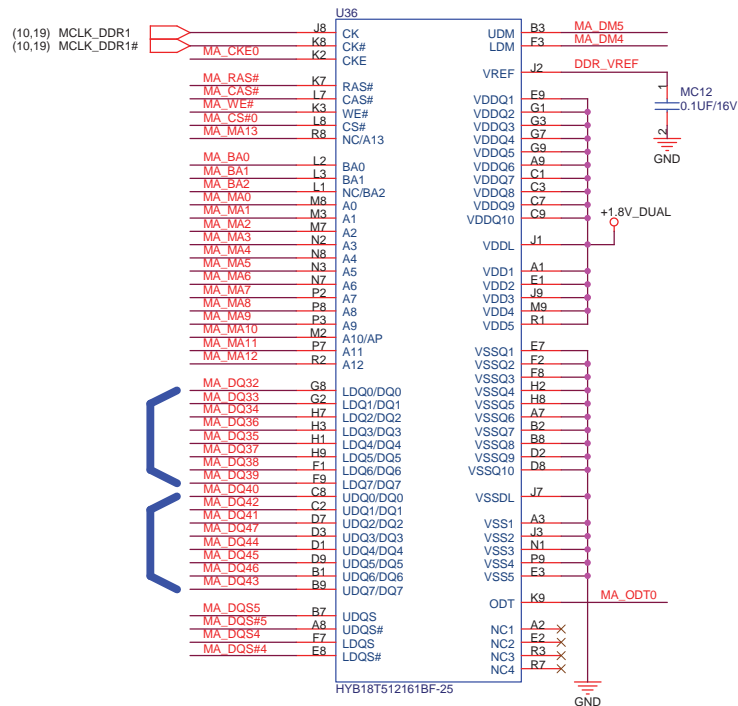 U36
(10,19) MCLK_DDR1 J8 CK
(10,19) MCLK_DDR1# K8 CK#
MA_CKE0 K2 CKE
MA_RAS# K7 RAS#
MA_CAS# L7 CAS#
MA_WE# K3 WE#
MA_CS#0 L8 CS#
MA_MA13 R8 NC/A13
MA_BA0 L2 BA0
MA_BA1 L3 BA1
MA_BA2 L1 NC/BA2
MA_MA0 M8 A0
MA_MA1 M3 A1
MA_MA2 M7 A2
MA_MA3 N2 A3
MA_MA4 N8 A4
MA_MA5 N3 A5
MA_MA6 N7 A6
MA_MA7 P2 A7
MA_MA8 P8 A8
MA_MA9 P3 A9
MA_MA10 M2 A10/AP
MA_MA11 P7 A11
MA_MA12 R2 A12
MA_DQ32 G8 LDQ0/DQ0
MA_DQ33 G2 LDQ1/DQ1
MA_DQ34 H7 LDQ2/DQ2
MA_DQ36 H3 LDQ3/DQ3
MA_DQ35 H1 LDQ4/DQ4
MA_DQ37 H9 LDQ5/DQ5
MA_DQ38 F1 LDQ6/DQ6
MA_DQ39 F9 LDQ7/DQ7
MA_DQ40 C8 UDQ0/DQ0
MA_DQ42 C2 UDQ1/DQ1
MA_DQ41 D7 UDQ2/DQ2
MA_DQ47 D3 UDQ3/DQ3
MA_DQ44 D1 UDQ4/DQ4
MA_DQ45 D9 UDQ5/DQ5
MA_DQ46 B1 UDQ6/DQ6
MA_DQ43 B9 UDQ7/DQ7
MA_DQS5 B7 UDQS
MA_DQS#5 A8 UDQS#
MA_DQS4 F7 LDQS
MA_DQS#4 E8 LDQS#
UDM B3 MA_DM5
LDM F3 MA_DM4
VREF J2 DDR_VREF
1
MC12
0.1UF/16V
2
GND
VDDQ1 E9
VDDQ2 G1
VDDQ3 G3
VDDQ4 G7
VDDQ5 G9
VDDQ6 A9
VDDQ7 C1
VDDQ8 C3
VDDQ9 C7
VDDQ10 C9
+1.8V_DUAL
VDDL J1
VDD1 A1
VDD2 E1
VDD3 J9
VDD4 M9
VDD5 R1
VSSQ1 E7
VSSQ2 F2
VSSQ3 F8
VSSQ4 H2
VSSQ5 H8
VSSQ6 A7
VSSQ7 B2
VSSQ8 B8
VSSQ9 D2
VSSQ10 D8
VSSDL J7
VSS1 A3
VSS2 J3
VSS3 N1
VSS4 P9
VSS5 E3
ODT K9 MA_ODT0
NC1 A2
NC2 E2
NC3 R3
NC4 R7
HYB18T512161BF-25
GND